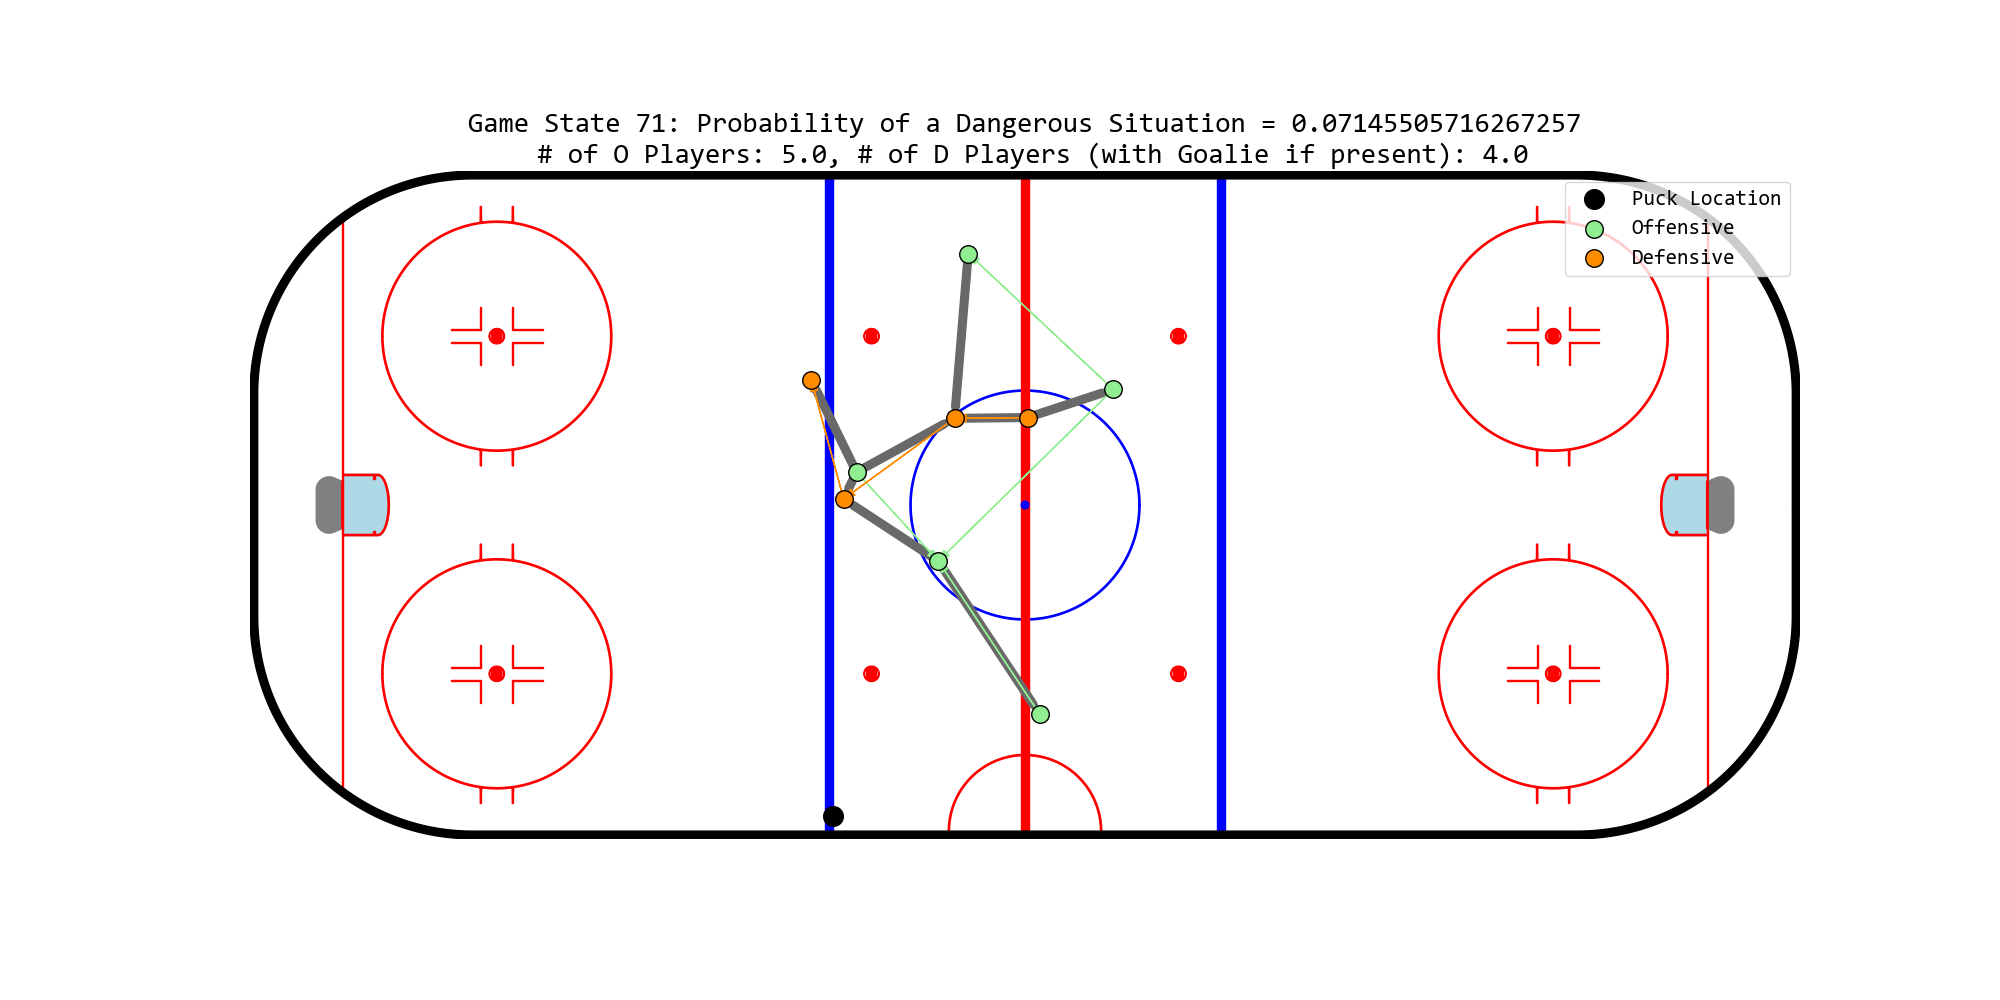 Game State 71: Probability of a Dangerous Situation = 0.07145505716267257
# of O Players: 5.0, # of D Players (with Goalie if present): 4.0
Puck Location
Offensive
Defensive